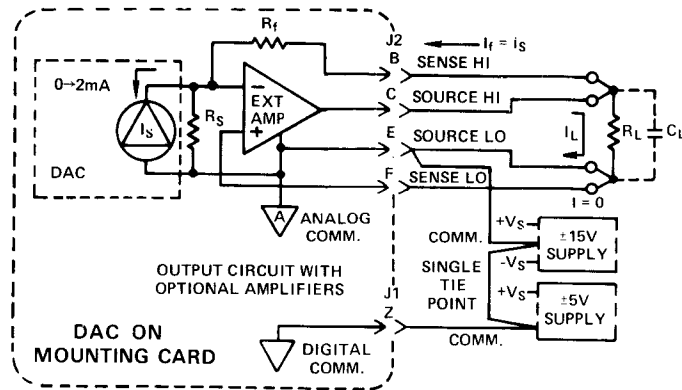 R_f
J2
I_f = i_S
B SENSE HI
0→2mA
I_S
DAC
R_S
−
EXT
AMP
+
C SOURCE HI
E SOURCE LO
I_L
R_L
C_L
F SENSE LO
I = 0
A ANALOG
COMM.
+V_S
COMM.
±15V
SUPPLY
-V_S
OUTPUT CIRCUIT WITH
OPTIONAL AMPLIFIERS
SINGLE
TIE
POINT
+V_S
±5V
SUPPLY
J1
Z
COMM.
DAC ON
MOUNTING CARD
DIGITAL
COMM.